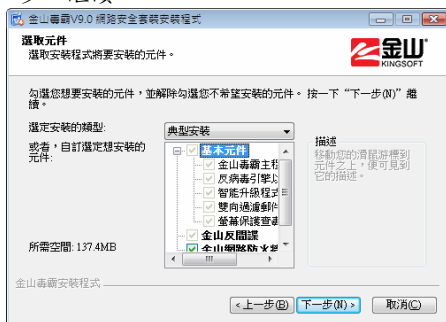 金山毒霸V9.0 網路安全套裝安裝程式
選取元件
選取安裝程式將要安裝的元件。
金山
KINGSOFT
勾選您想要安裝的元件，並解除勾選您不希望安裝的元件。 按一下 “下一步(N)” 繼
續。
選定安裝的類型:
典型安裝
或者，自訂選定想安裝的
元件:
基本元件
金山毒霸主程
反病毒引擎以
智能升級程式
雙向過濾郵件
螢幕保護查毒
金山反間諜
金山網路防火牆
描述
移動您的滑鼠游標到
元件之上，便可見到
它的描述。
所需空間: 137.4MB
金山毒霸安裝程式
<上一步(B)
下一步(N) >
取消(C)